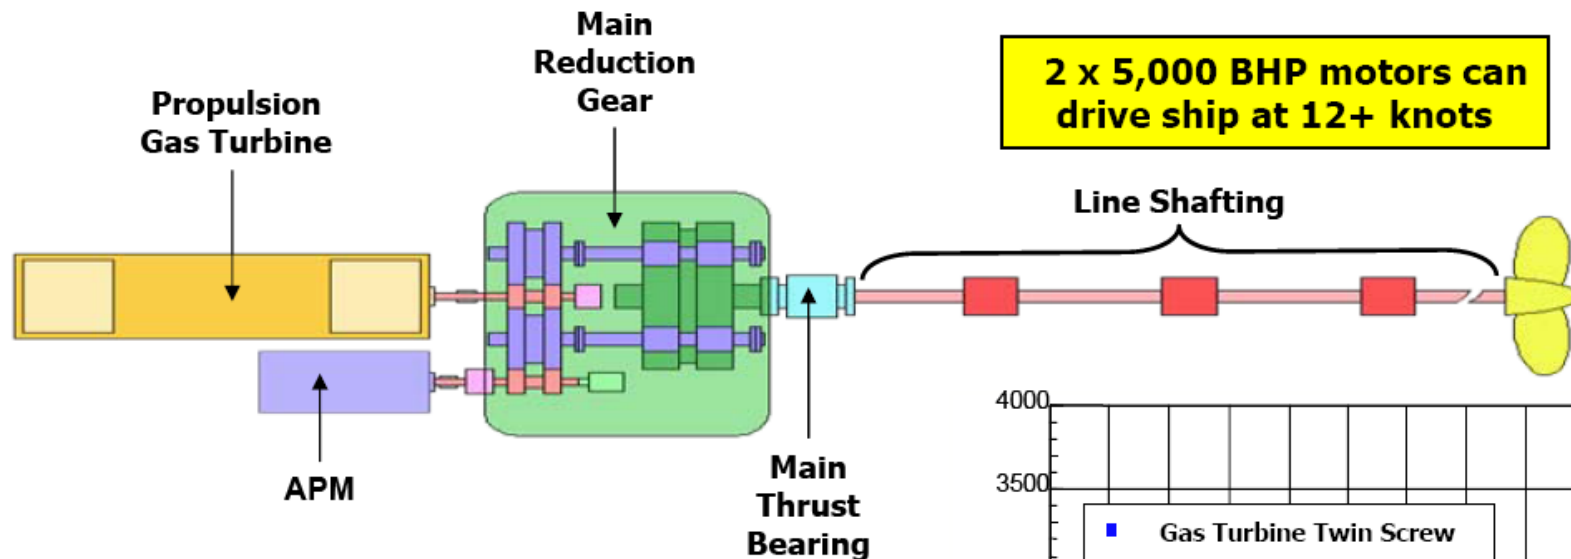 Main
Reduction
Gear
2 x 5,000 BHP motors can
drive ship at 12+ knots
Propulsion
Gas Turbine
Line Shafting
APM
Main
Thrust
Bearing
4000
3500
Gas Turbine Twin Screw